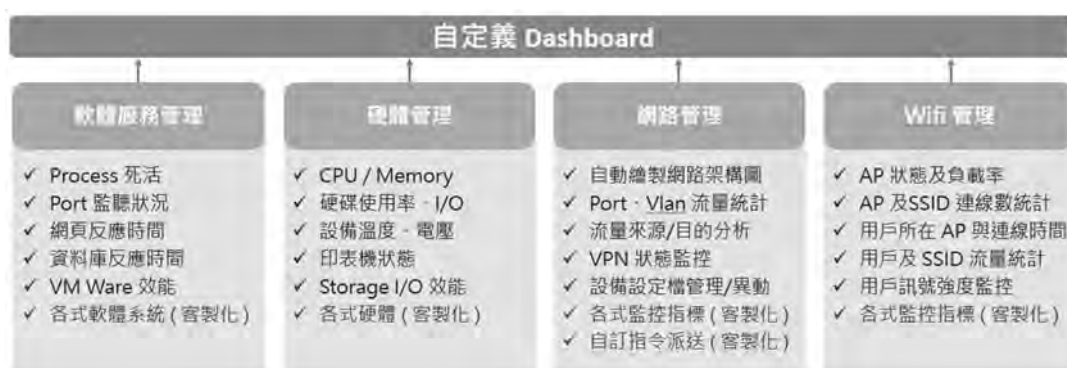 自定義 Dashboard
軟體服務管理
✓ Process 死活
✓ Port 監聽狀況
✓ 網頁反應時間
✓ 資料庫反應時間
✓ VM Ware 效能
✓ 各式軟體系統 ( 客製化 )
硬體管理
✓ CPU / Memory
✓ 硬碟使用率、I/O
✓ 設備溫度、電壓
✓ 印表機狀態
✓ Storage I/O 效能
✓ 各式硬體 ( 客製化 )
網路管理
✓ 自動繪製網路架構圖
✓ Port、Vlan 流量統計
✓ 流量來源/目的分析
✓ VPN 狀態監控
✓ 設備設定檔管理/異動
✓ 各式監控指標 ( 客製化 )
✓ 自訂指令派送 ( 客製化 )
Wifi 管理
✓ AP 狀態及負載率
✓ AP 及SSID 連線數統計
✓ 用戶所在 AP 與連線時間
✓ 用戶及 SSID 流量統計
✓ 用戶訊號強度監控
✓ 各式監控指標 ( 客製化 )